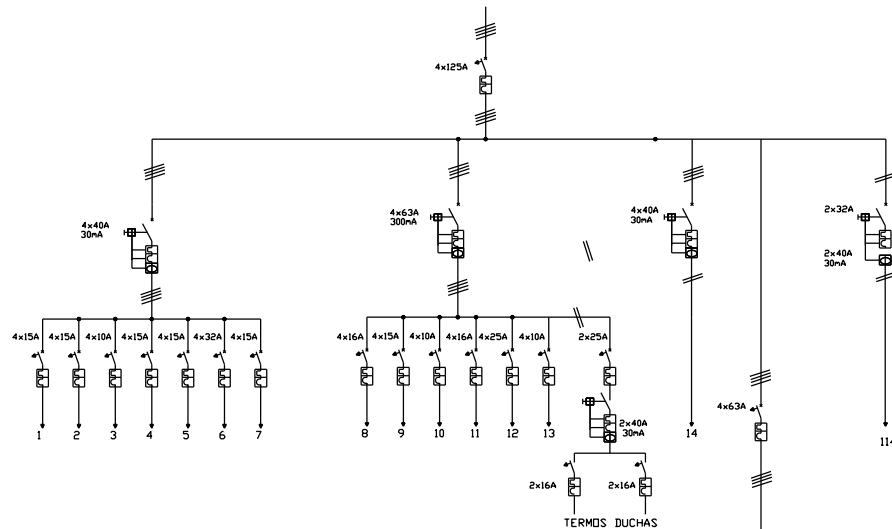 4x125A
4x40A
30mA
4x63A
300mA
4x40A
30mA
2x32A
2x40A
30mA
4x15A 4x15A 4x10A 4x15A 4x15A 4x32A 4x15A
4x16A 4x15A 4x10A 4x16A 4x25A 4x10A 2x25A
4x63A
2x40A
30mA
1 2 3 4 5 6 7
8 9 10 11 12 13 14 114
2x16A 2x16A
TERMOS DUCHAS